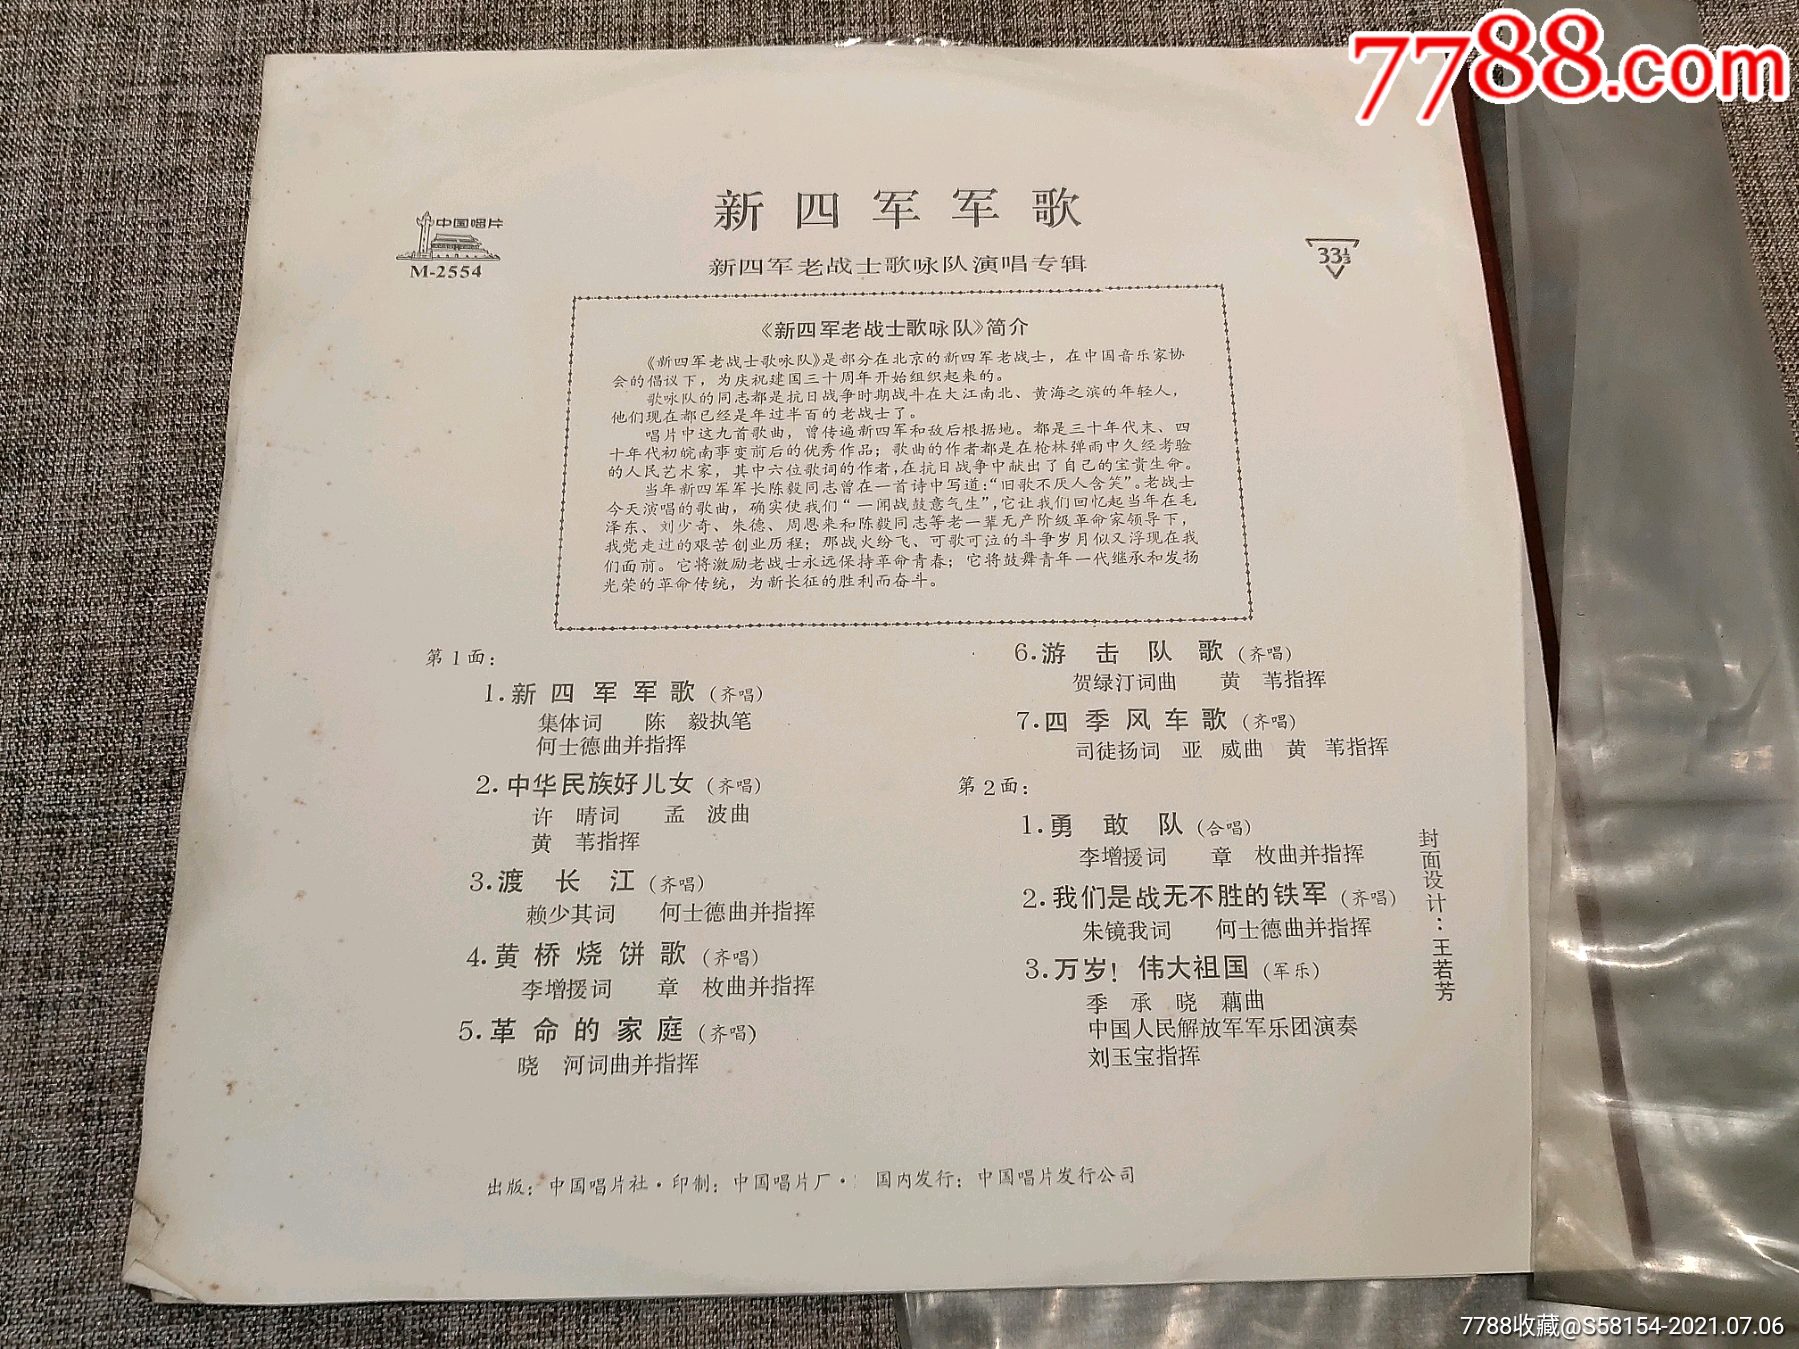 7788.com
新四军军歌
中国唱片
M-2554
新四军老战士歌咏队演唱专辑
33⅓
《新四军老战士歌咏队》简介
《新四军老战士歌咏队》是部分在北京的新四军老战士，在中国音乐家协
会的倡议下，为庆祝建国三十周年开始组织起来的。
歌咏队的同志都是抗日战争时期战斗在大江南北、黄海之滨的年轻人，
他们现在都已经是年过半百的老战士了。
唱片中这九首歌曲，曾传遍新四军和敌后根据地。都是三十年代末、四
十年代初皖南事变前后的优秀作品；歌曲的作者都是在枪林弹雨中久经考验
的人民艺术家，其中六位歌词的作者，在抗日战争中献出了自己的宝贵生命。
当年新四军军长陈毅同志曾在一首诗中写道：“旧歌不厌人含笑”。老战士
今天演唱的歌曲，确实使我们“一闻战鼓意气生”，它让我们回忆起当年在毛
泽东、刘少奇、朱德、周恩来和陈毅同志等老一辈无产阶级革命家领导下，
我党走过的艰苦创业历程；那战火纷飞、可歌可泣的斗争岁月似又浮现在我
们面前。它将激励老战士永远保持革命青春；它将鼓舞青年一代继承和发扬
光荣的革命传统，为新长征的胜利而奋斗。
第1面：
1.新四军军歌（齐唱）
集体词　陈　毅执笔
何士德曲并指挥
2.中华民族好儿女（齐唱）
许　晴词　孟　波曲
黄　苇指挥
3.渡长江（齐唱）
赖少其词　何士德曲并指挥
4.黄桥烧饼歌（齐唱）
李增援词　章　枚曲并指挥
5.革命的家庭（齐唱）
晓　河词曲并指挥
6.游击队歌（齐唱）
贺绿汀词曲　黄　苇指挥
7.四季风车歌（齐唱）
司徒扬词　亚　威曲　黄　苇指挥
第2面：
1.勇敢队（合唱）
李增援词　章　枚曲并指挥
2.我们是战无不胜的铁军（齐唱）
朱镜我词　何士德曲并指挥
3.万岁！伟大祖国（军乐）
季　承　晓　藕曲
中国人民解放军军乐团演奏
刘玉宝指挥
封面设计：王若芳
出版：中国唱片社·印制：中国唱片厂·国内发行：中国唱片发行公司
7788收藏@S58154-2021.07.06